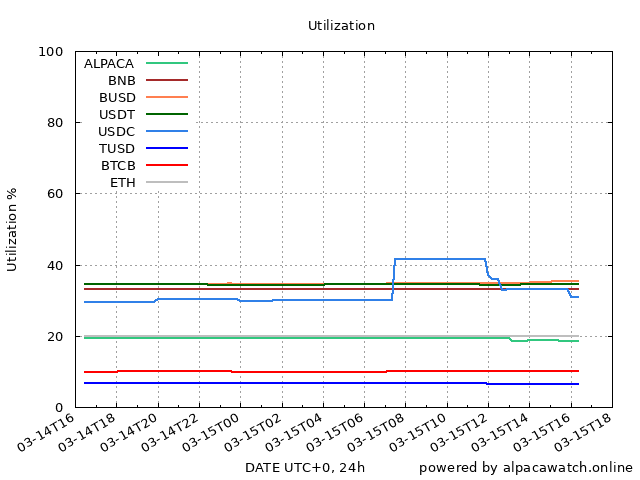 Utilization
100
80
60
40
20
0
Utilization %
ALPACA
BNB
BUSD
USDT
USDC
TUSD
BTCB
ETH
03-14T16
03-14T18
03-14T20
03-14T22
03-15T00
03-15T02
03-15T04
03-15T06
03-15T08
03-15T10
03-15T12
03-15T14
03-15T16
03-15T18
DATE UTC+0, 24h
powered by alpacawatch.online